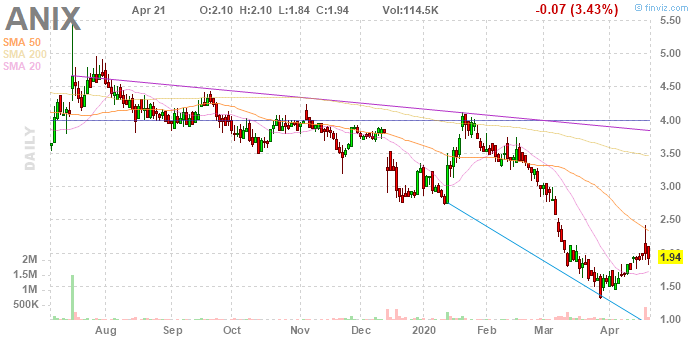 ANIX
Apr 21 O:2.10 H:2.10 L:1.84 C:1.94 Vol:114.5K
-0.07 (3.43%)
© finviz.com
SMA 50
SMA 200
SMA 20
DAILY
5.50
5.00
4.50
4.00
3.50
3.00
2.50
2.00
1.94
1.50
1.00
2M
1.5M
1M
500K
Aug Sep Oct Nov Dec 2020 Feb Mar Apr